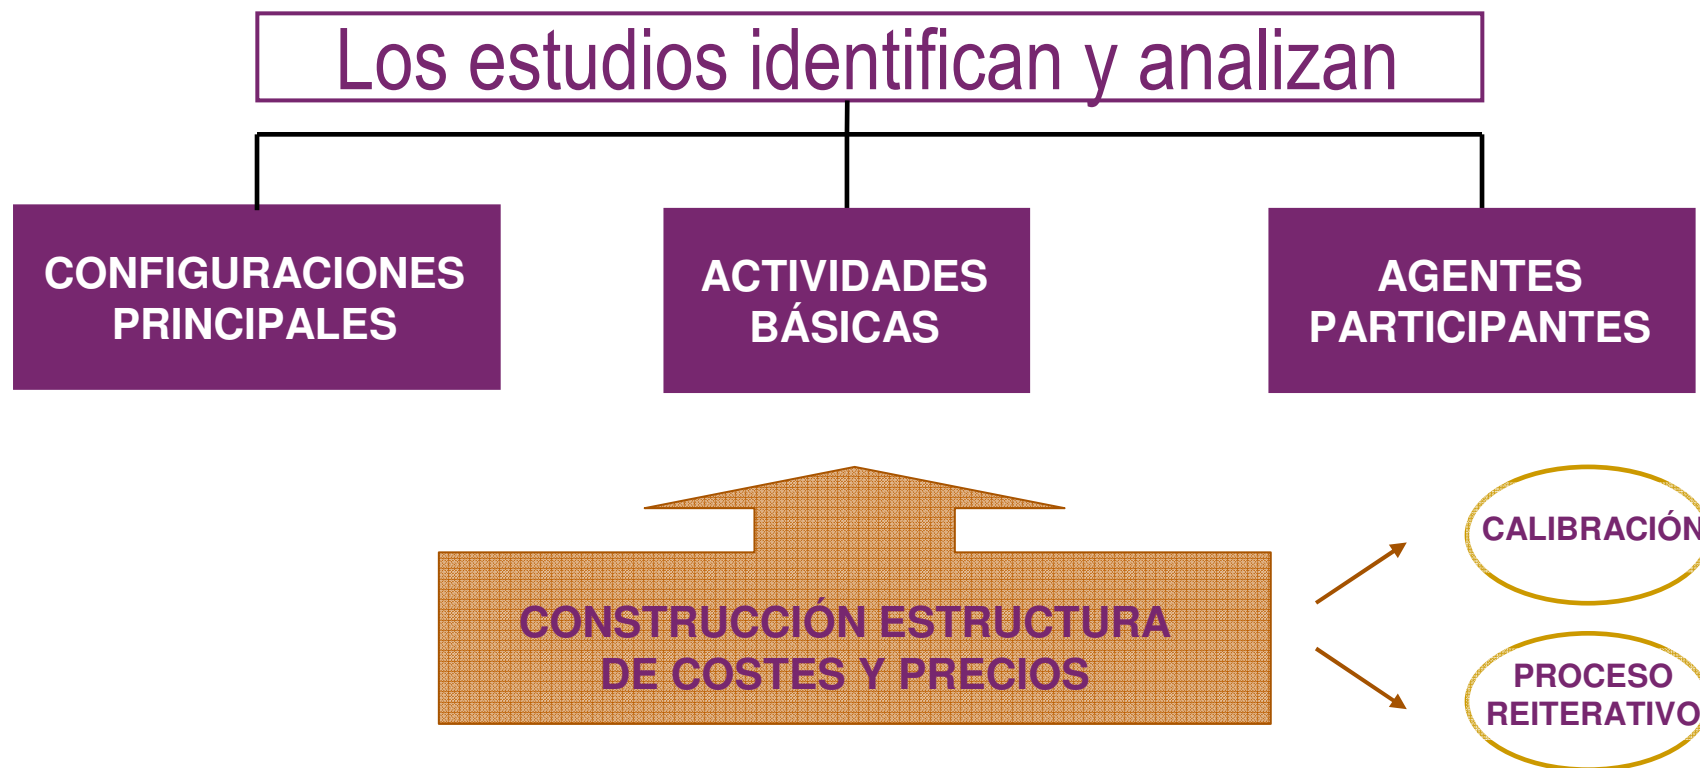 Los estudios identifican y analizan
CONFIGURACIONES
PRINCIPALES
ACTIVIDADES
BÁSICAS
AGENTES
PARTICIPANTES
CONSTRUCCIÓN ESTRUCTURA
DE COSTES Y PRECIOS
CALIBRACIÓN
PROCESO
REITERATIVO